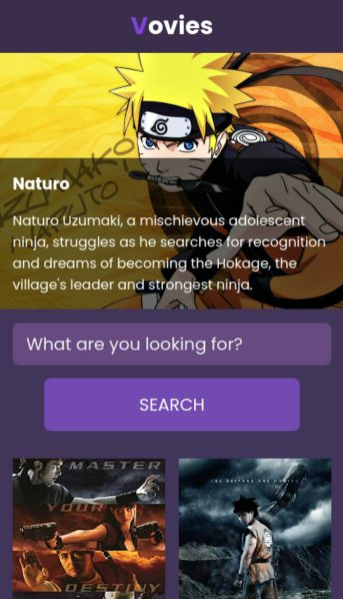 Vovies
Naturo
Naturo Uzumaki, a mischievous adolescent
ninja, struggles as he searches for recognition
and dreams of becoming the Hokage, the
village's leader and strongest ninja.
What are you looking for?
SEARCH
MASTER
YOUR
DESTINY